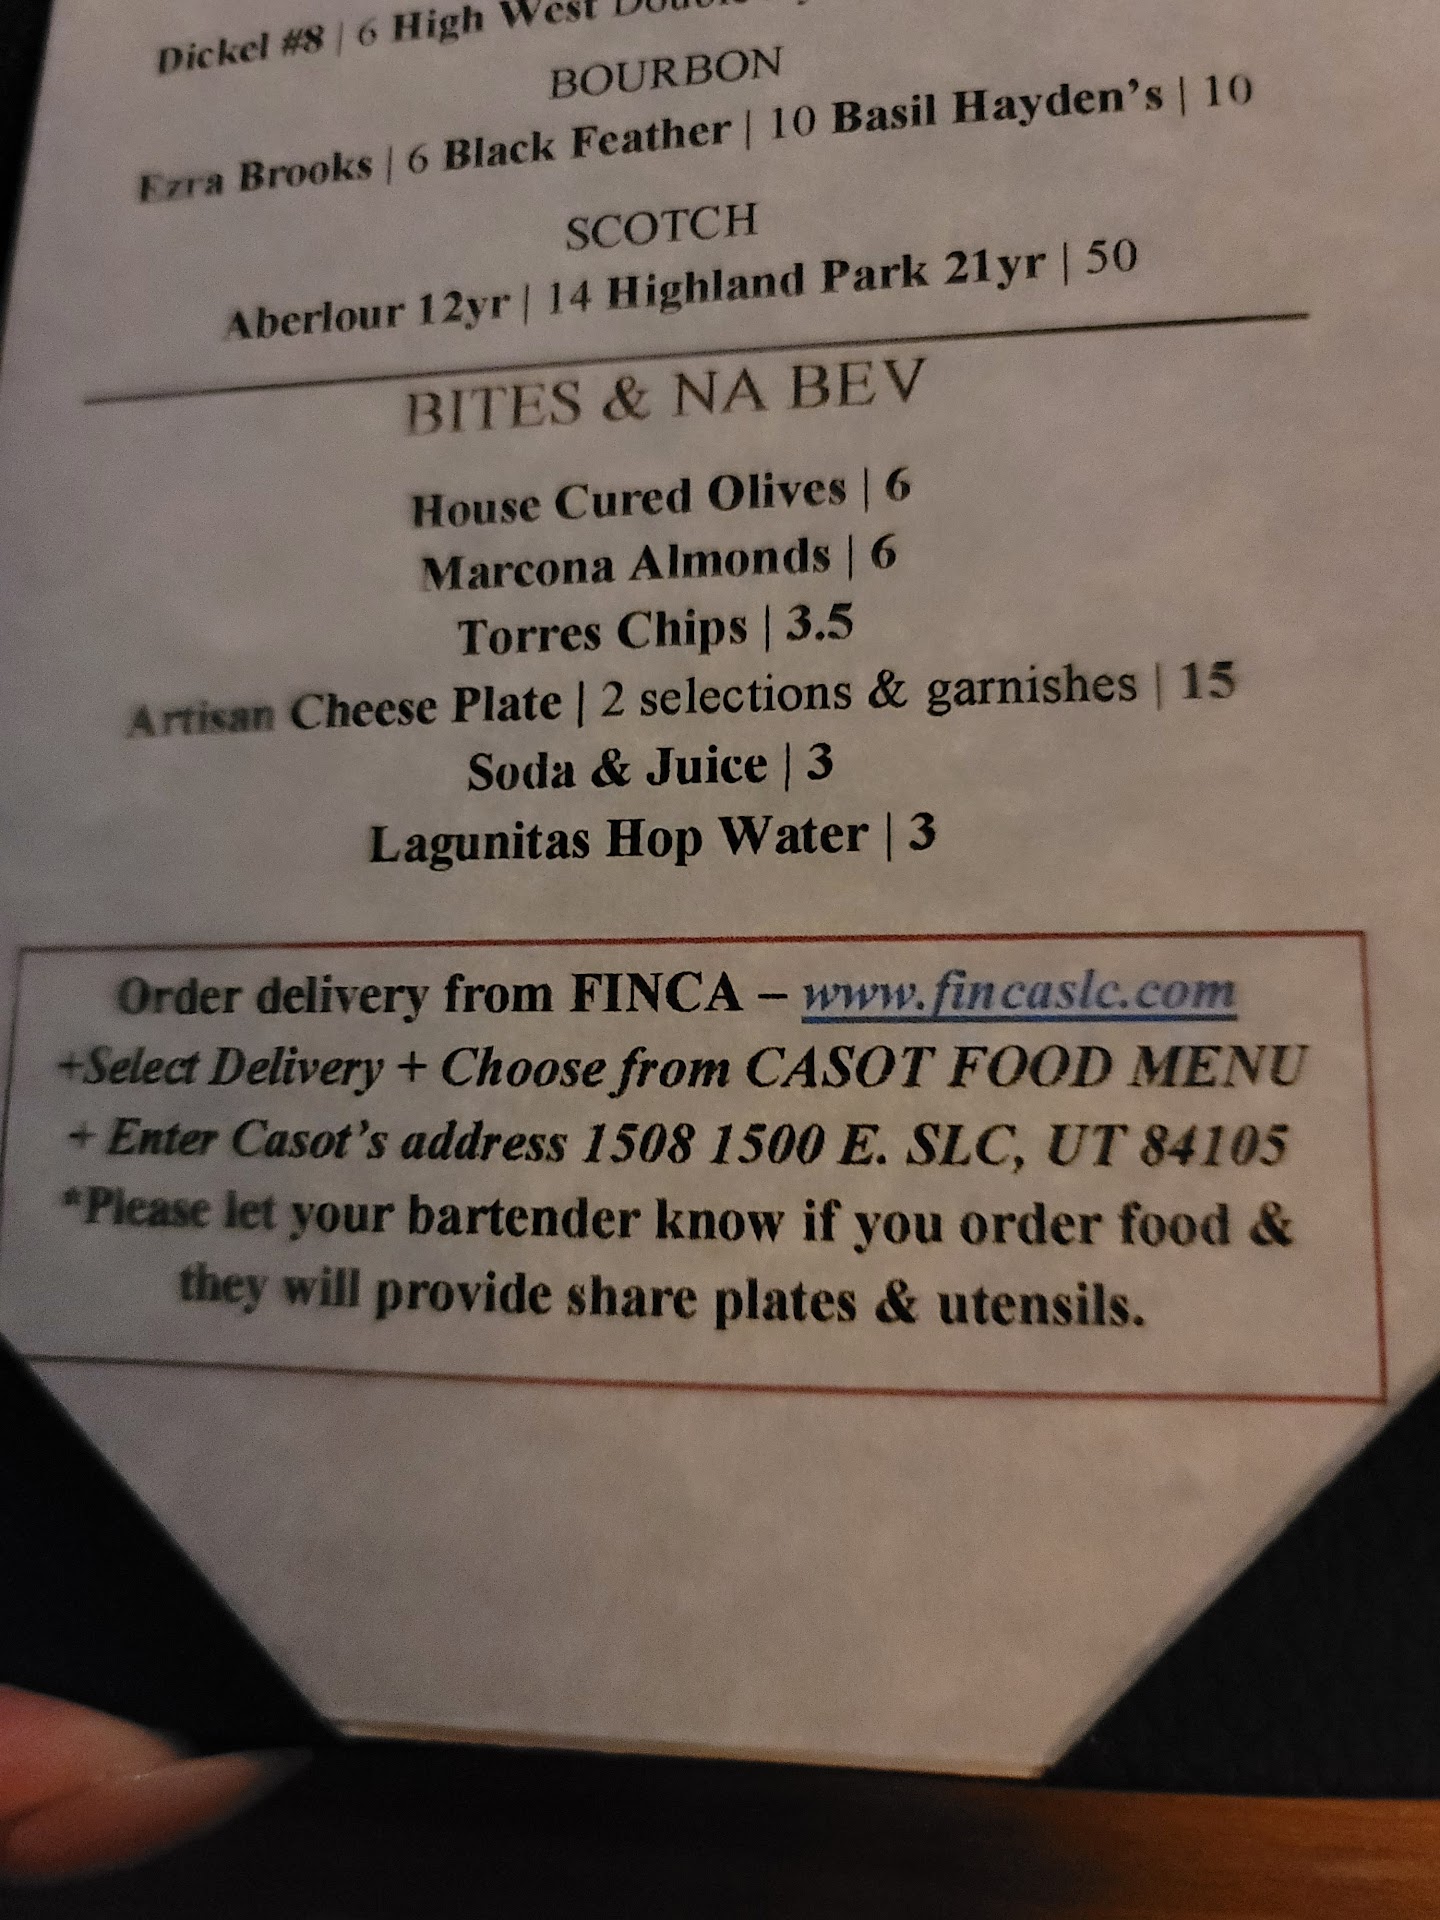 Dickel #8 | 6 High West Double
BOURBON
Ezra Brooks | 6 Black Feather | 10 Basil Hayden's | 10
SCOTCH
Aberlour 12yr | 14 Highland Park 21yr | 50
BITES & NA BEV
House Cured Olives | 6
Marcona Almonds | 6
Torres Chips | 3.5
Artisan Cheese Plate | 2 selections & garnishes | 15
Soda & Juice | 3
Lagunitas Hop Water | 3
Order delivery from FINCA – www.fincaslc.com
+Select Delivery + Choose from CASOT FOOD MENU
+ Enter Casot's address 1508 1500 E. SLC, UT 84105
*Please let your bartender know if you order food &
they will provide share plates & utensils.